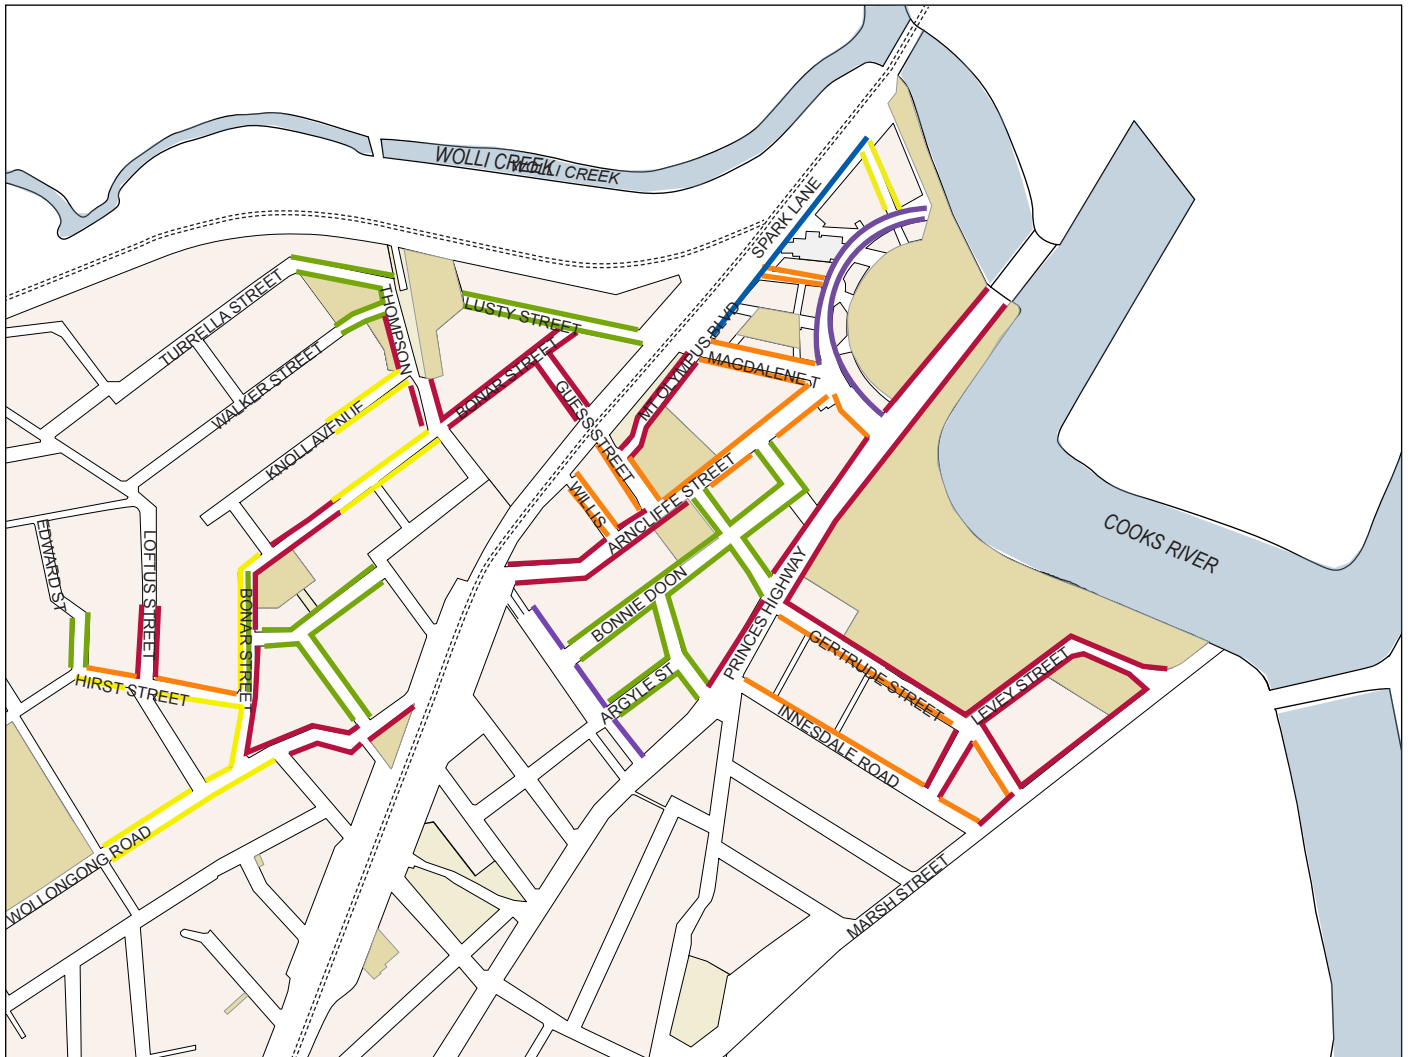 WOLLI CREEK
WOLLI CREEK
SPARK LANE
TURRELLA STREET
THOMPSON
LUSTY STREET
WALKER STREET
BONAR STREET
MT OLYMPUS BLVD
MAGDALENE T
GUESS STREET
KNOLL AVENUE
WILLIS
ARNCLIFFE STREET
COOKS RIVER
EDWARD ST
LOFTUS STREET
BONAR STREET
BONNIE DOON
PRINCES HIGHWAY
GERTRUDE STREET
LEVEY STREET
HIRST STREET
ARGYLE ST
INNESDALE ROAD
WOLLONGONG ROAD
MARSH STREET